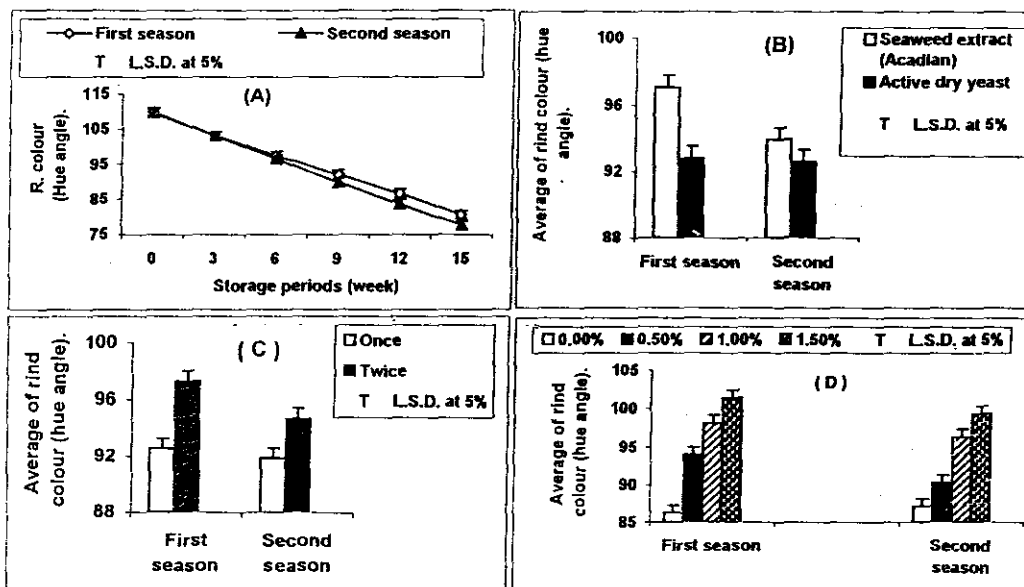 First season Second season
T L.S.D. at 5%
(A)
R. colour
(Hue angle).
115
105
95
85
75
0 3 6 9 12 15
Storage periods (week)
(B)
Seaweed extract
(Acadian)
Active dry yeast
T L.S.D. at 5%
Average of rind colour (hue
angle).
100
96
92
88
First season Second
season
( C )
Once
Twice
T L.S.D. at 5%
Average of rind
colour (hue angle).
100
96
92
88
First Second
season season
0.00% 0.50% 1.00% 1.50% T L.S.D. at 5%
(D)
Average of rind
colour (hue angle).
105
100
95
90
85
First season Second
season